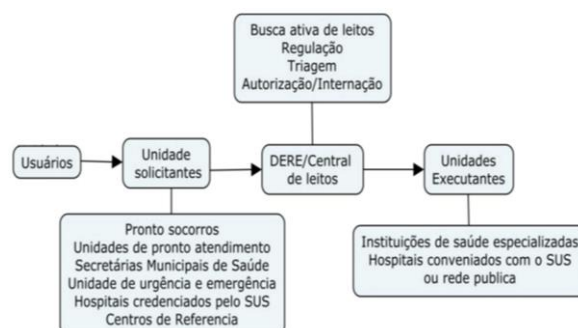 Busca ativa de leitos
Regulação
Triagem
Autorização/Internação
Usuários
Unidade
solicitantes
DERE/Central
de leitos
Unidades
Executantes
Pronto socorros
Unidades de pronto atendimento
Secretárias Municipais de Saúde
Unidade de urgência e emergência
Hospitais credenciados pelo SUS
Centros de Referencia
Instituições de saúde especializadas
Hospitais conveniados com o SUS
ou rede publica